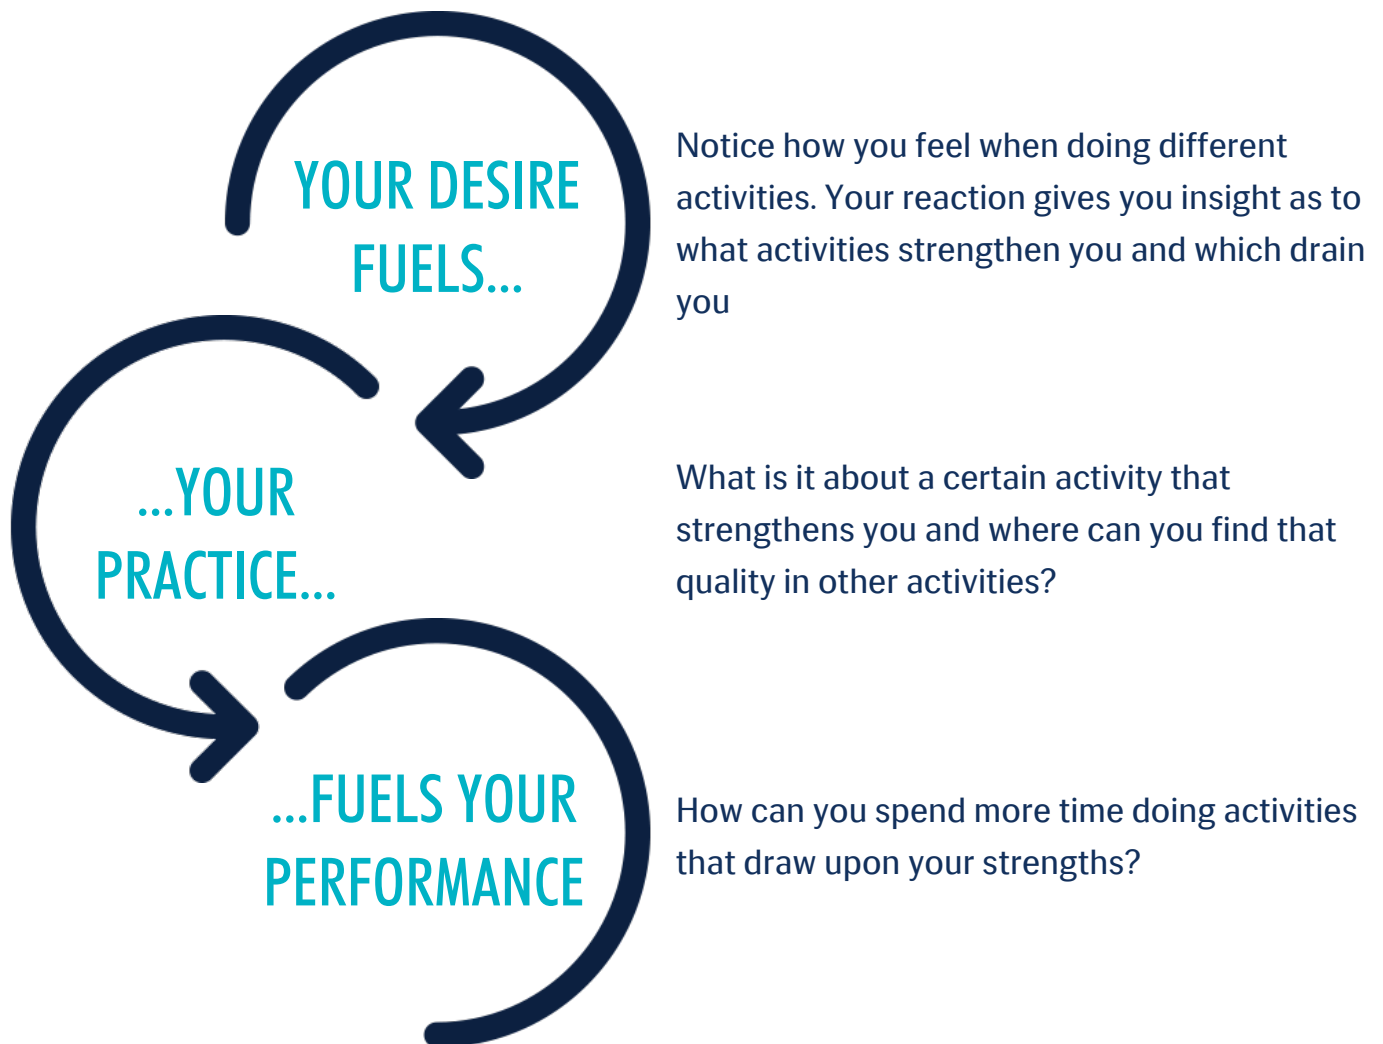 YOUR DESIRE
FUELS...
Notice how you feel when doing different
activities. Your reaction gives you insight as to
what activities strengthen you and which drain
you
...YOUR
PRACTICE...
What is it about a certain activity that
strengthens you and where can you find that
quality in other activities?
...FUELS YOUR
PERFORMANCE
How can you spend more time doing activities
that draw upon your strengths?